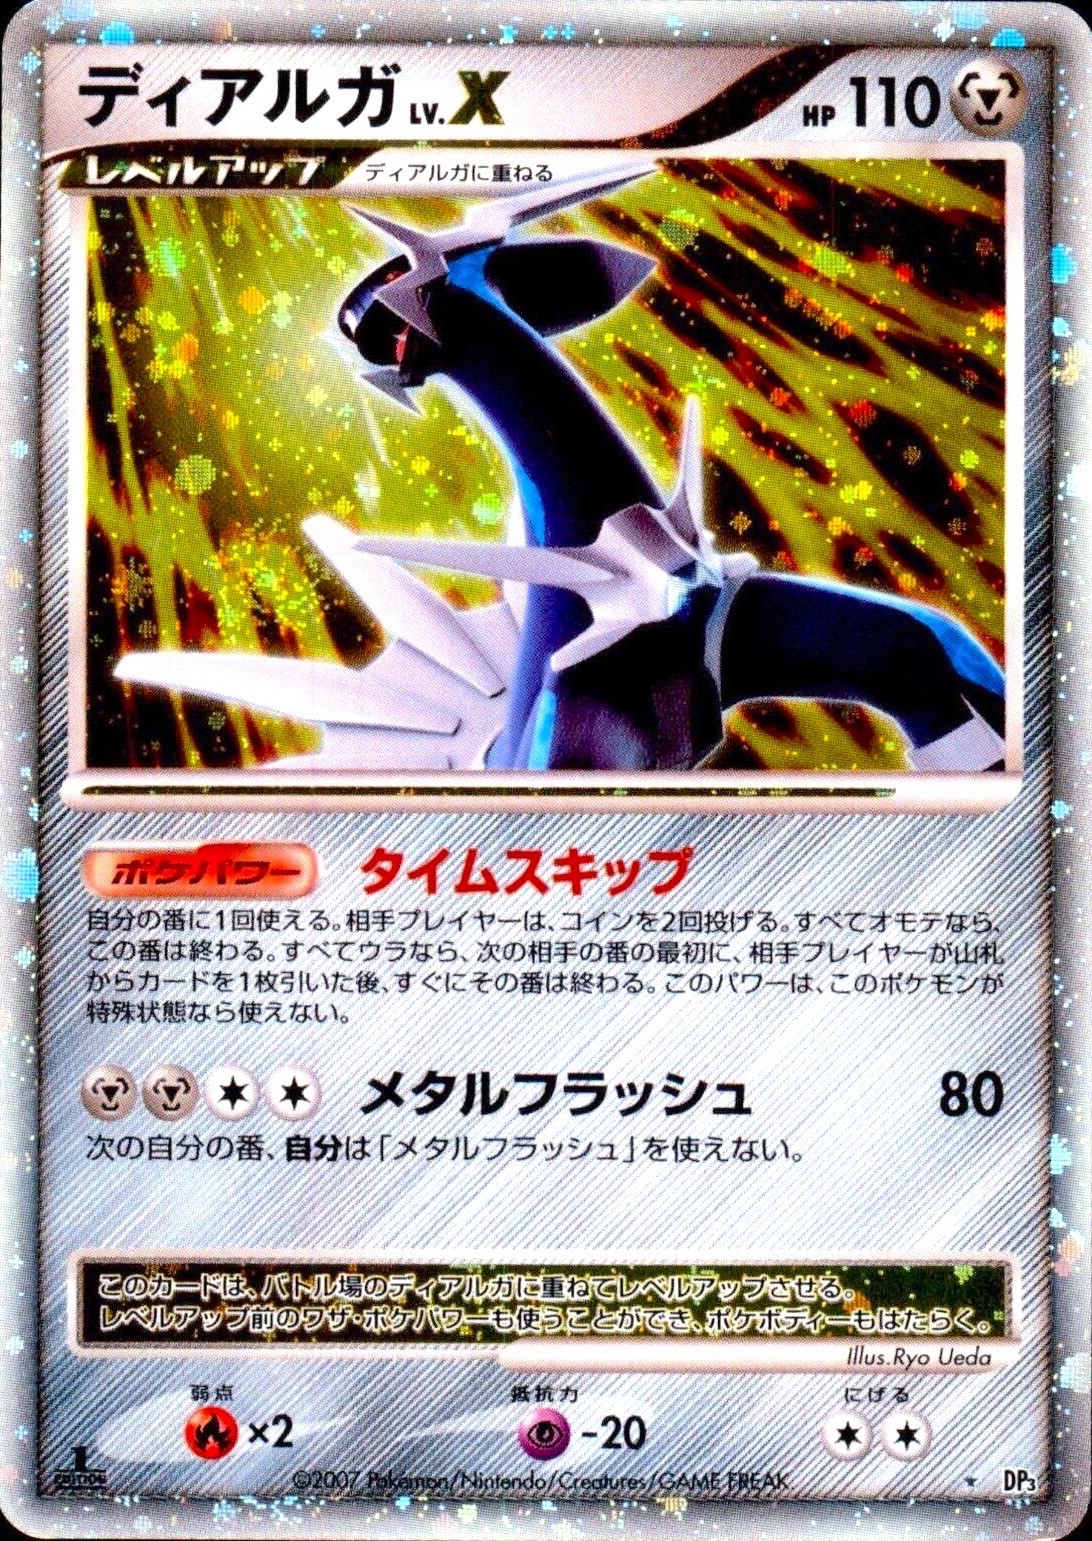 ディアルガ LV.X HP 110
レベルアップ ディアルガに重ねる
ポケパワー タイムスキップ
自分の番に1回使える。相手プレイヤーは、コインを2回投げる。すべてオモテなら、
この番は終わる。すべてウラなら、次の相手の番の最初に、相手プレイヤーが山札
からカードを1枚引いた後、すぐにその番は終わる。このパワーは、このポケモンが
特殊状態なら使えない。
メタルフラッシュ 80
次の自分の番、自分は「メタルフラッシュ」を使えない。
このカードは、バトル場のディアルガに重ねてレベルアップさせる。
レベルアップ前のワザ・ポケパワーも使うことができ、ポケボディーもはたらく。
Illus.Ryo Ueda
弱点 抵抗力 にげる
×2 -20
1 EDITION
©2007 Pokémon/Nintendo/Creatures/GAME FREAK. DP3